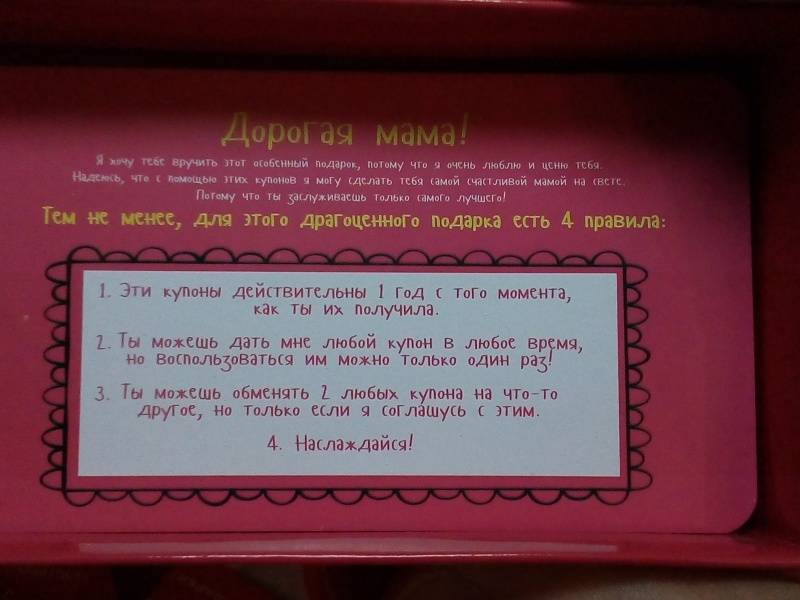 Дорогая мама!
Я хочу тебе вручить этот особенный подарок, потому что я очень люблю и ценю тебя.
Надеюсь, что с помощью этих купонов я могу сделать тебя самой счастливой мамой на свете.
Потому что ты заслуживаешь только самого лучшего!
Тем не менее, для этого драгоценного подарка есть 4 правила:
1. Эти купоны действительны 1 год с того момента,
как ты их получила.
2. Ты можешь дать мне любой купон в любое время,
но воспользоваться им можно только один раз!
3. Ты можешь обменять 2 любых купона на что-то
другое, но только если я соглашусь с этим.
4. Наслаждайся!